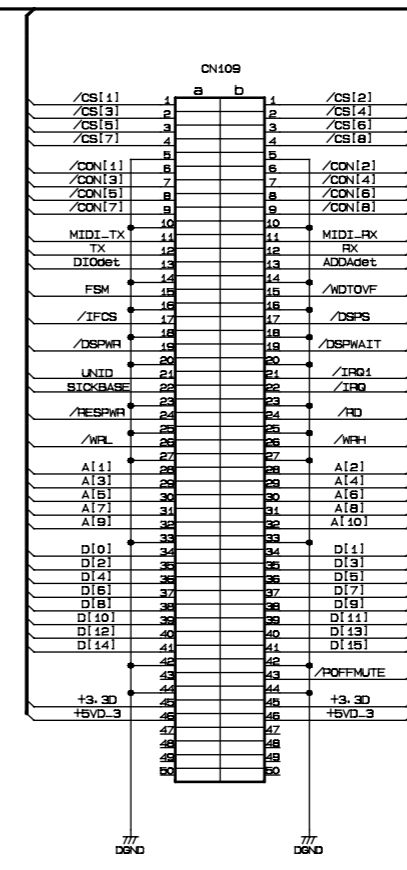 CN109
a b
/CS[1] 1 1 /CS[2]
/CS[3] 2 2 /CS[4]
/CS[5] 3 3 /CS[6]
/CS[7] 4 4 /CS[8]
5 5
/CON[1] 6 6 /CON[2]
/CON[3] 7 7 /CON[4]
/CON[5] 8 8 /CON[6]
/CON[7] 9 9 /CON[8]
10 10
MIDI_TX 11 11 MIDI_RX
TX 12 12 RX
DIOdet 13 13 ADDAdet
14 14
FSM 15 15 /WDTOVF
16 16
/IFCS 17 17 /DSPS
18 18
/DSPWR 19 19 /DSPWAIT
20 20
UNID 21 21 /IRQ1
SICKBASE 22 22 /IRQ
23 23
/RESPWR 24 24 /RD
25 25
/WRL 26 26 /WRH
27 27
A[1] 28 28 A[2]
A[3] 29 29 A[4]
A[5] 30 30 A[6]
A[7] 31 31 A[8]
A[9] 32 32 A[10]
33 33
D[0] 34 34 D[1]
D[2] 35 35 D[3]
D[4] 36 36 D[5]
D[6] 37 37 D[7]
D[8] 38 38 D[9]
D[10] 39 39 D[11]
D[12] 40 40 D[13]
D[14] 41 41 D[15]
42 42
43 43 /POFFMUTE
44 44
+3.3D 45 45 +3.3D
+5VD_3 46 46 +5VD_3
47 47
48 48
49 49
50 50
DGND DGND